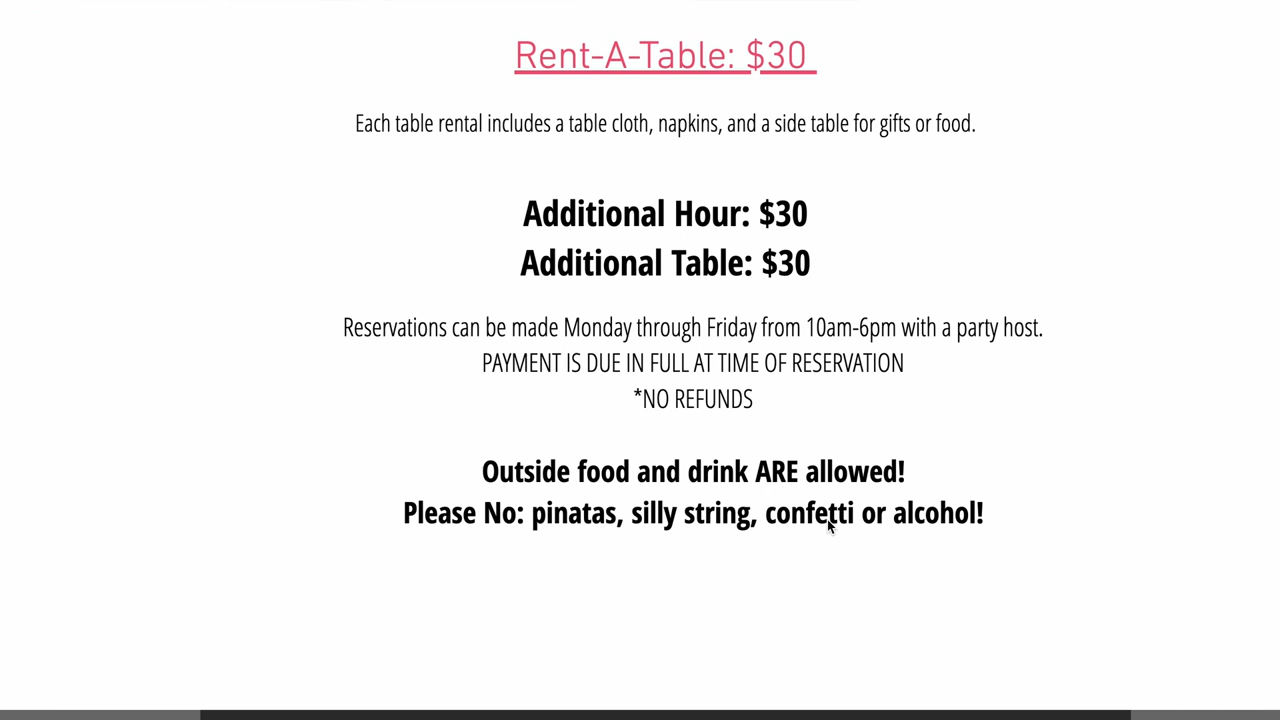 Rent-A-Table: $30
Each table rental includes a table cloth, napkins, and a side table for gifts or food.
Additional Hour: $30
Additional Table: $30
Reservations can be made Monday through Friday from 10am-6pm with a party host.
PAYMENT IS DUE IN FULL AT TIME OF RESERVATION
*NO REFUNDS
Outside food and drink ARE allowed!
Please No: pinatas, silly string, confetti or alcohol!